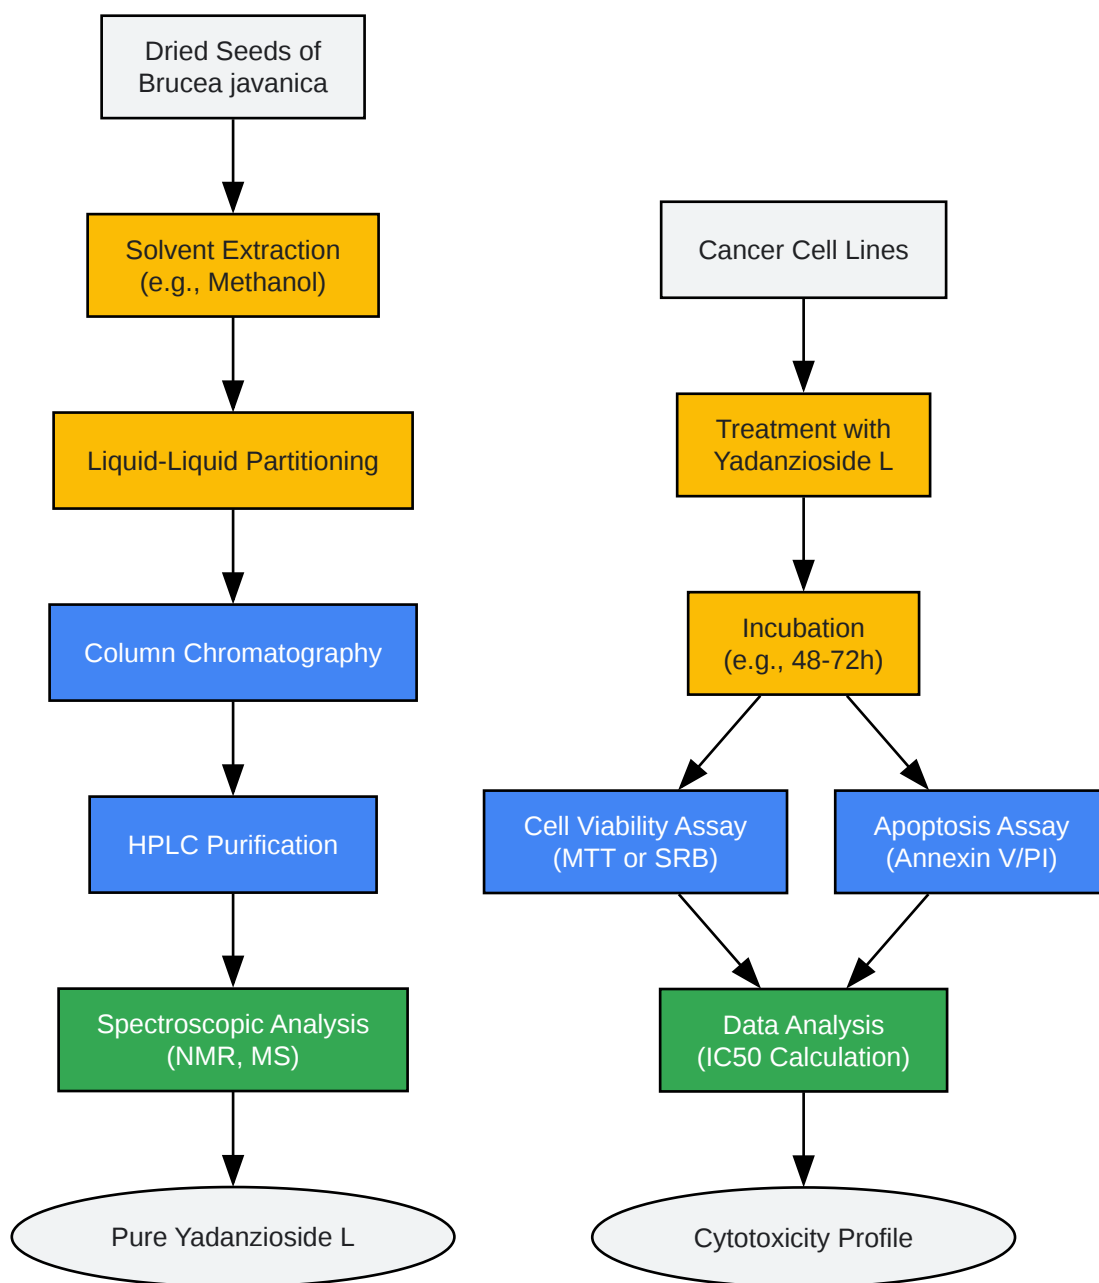 Dried Seeds of
Brucea javanica
Solvent Extraction
(e.g., Methanol)
Liquid-Liquid Partitioning
Column Chromatography
HPLC Purification
Spectroscopic Analysis
(NMR, MS)
Pure Yadanzioside L
Cancer Cell Lines
Treatment with
Yadanzioside L
Incubation
(e.g., 48-72h)
Cell Viability Assay
(MTT or SRB)
Apoptosis Assay
(Annexin V/PI)
Data Analysis
(IC50 Calculation)
Cytotoxicity Profile